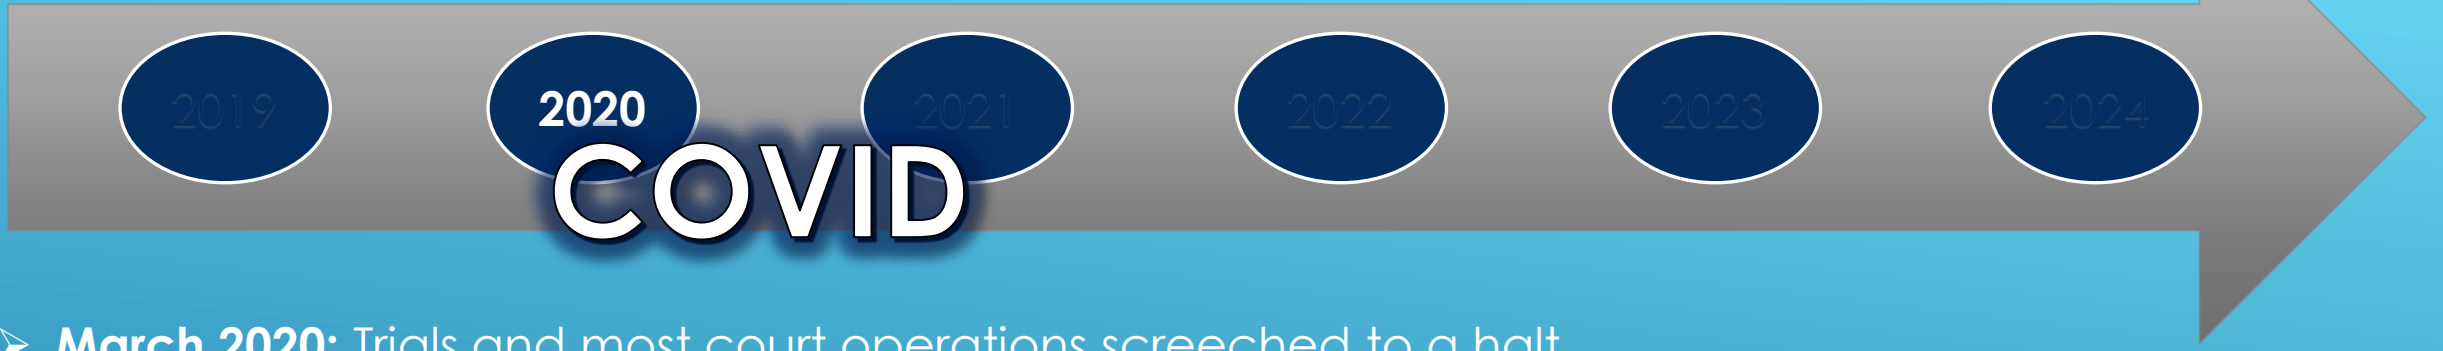 2019 2020 2021 2022 2023 2024
COVID
➢ March 2020: Trials and most court operations screeched to a halt